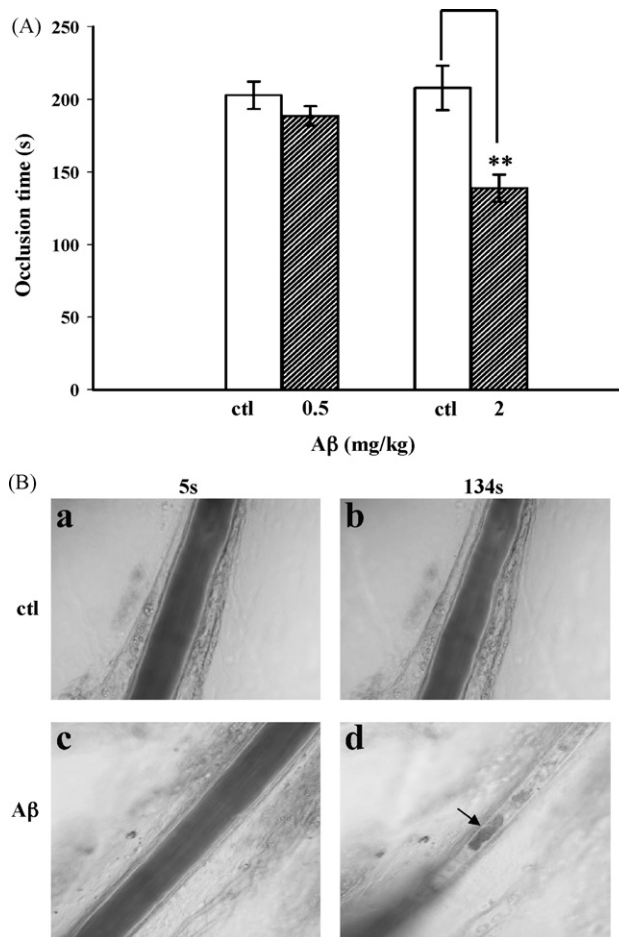 (A)
250
200
150
100
50
0
Occlusion time (s)
**
ctl 0.5 ctl 2
Aβ (mg/kg)
(B)
5s 134s
a b
ctl
c d
Aβ